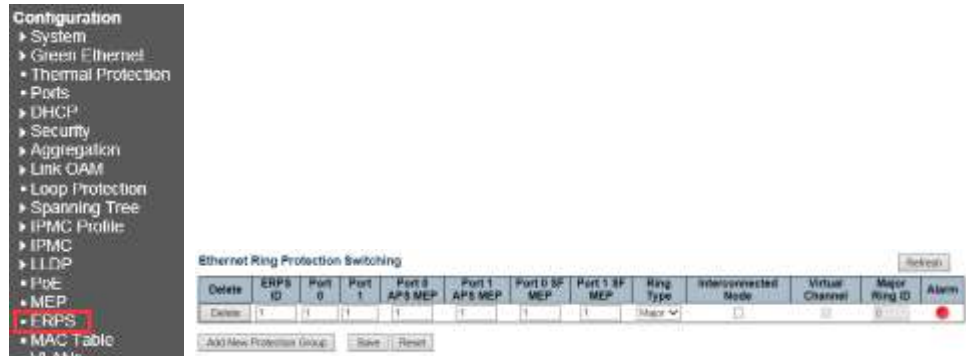 Configuration
System
Green Ethernet
Thermal Protection
Ports
DHCP
Security
Aggregation
Link OAM
Loop Protection
Spanning Tree
IPMC Profile
IPMC
LLDP
PoE
MEP
ERPS
MAC Table
VLANs
Ethernet Ring Protection Switching
Refresh
Delete ERPS ID Port 0 Port 1 Port 0 APS MEP Port 1 APS MEP Port 0 SF MEP Port 1 SF MEP Ring Type Interconnected Node Virtual Channel Major Ring ID Alarm
Delete 1 1 1 1 1 1 1 Major 0
Add New Protection Group Save Reset